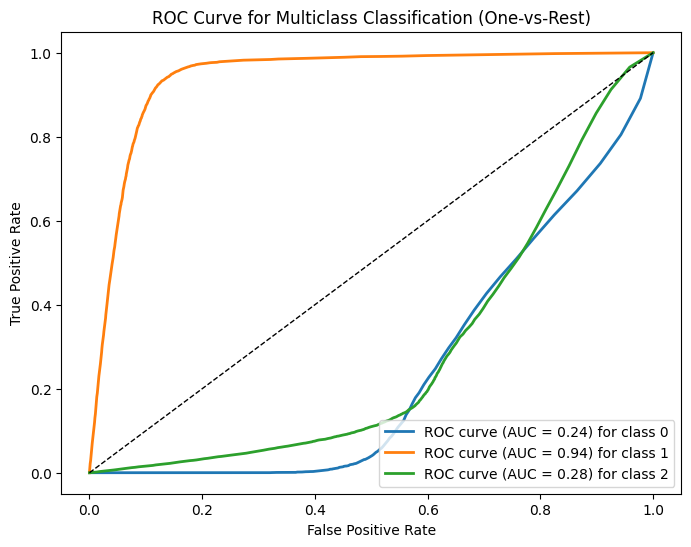 ROC Curve for Multiclass Classification (One-vs-Rest)
True Positive Rate
1.0
0.8
0.6
0.4
0.2
0.0
ROC curve (AUC = 0.24) for class 0
ROC curve (AUC = 0.94) for class 1
ROC curve (AUC = 0.28) for class 2
0.0 0.2 0.4 0.6 0.8 1.0
False Positive Rate